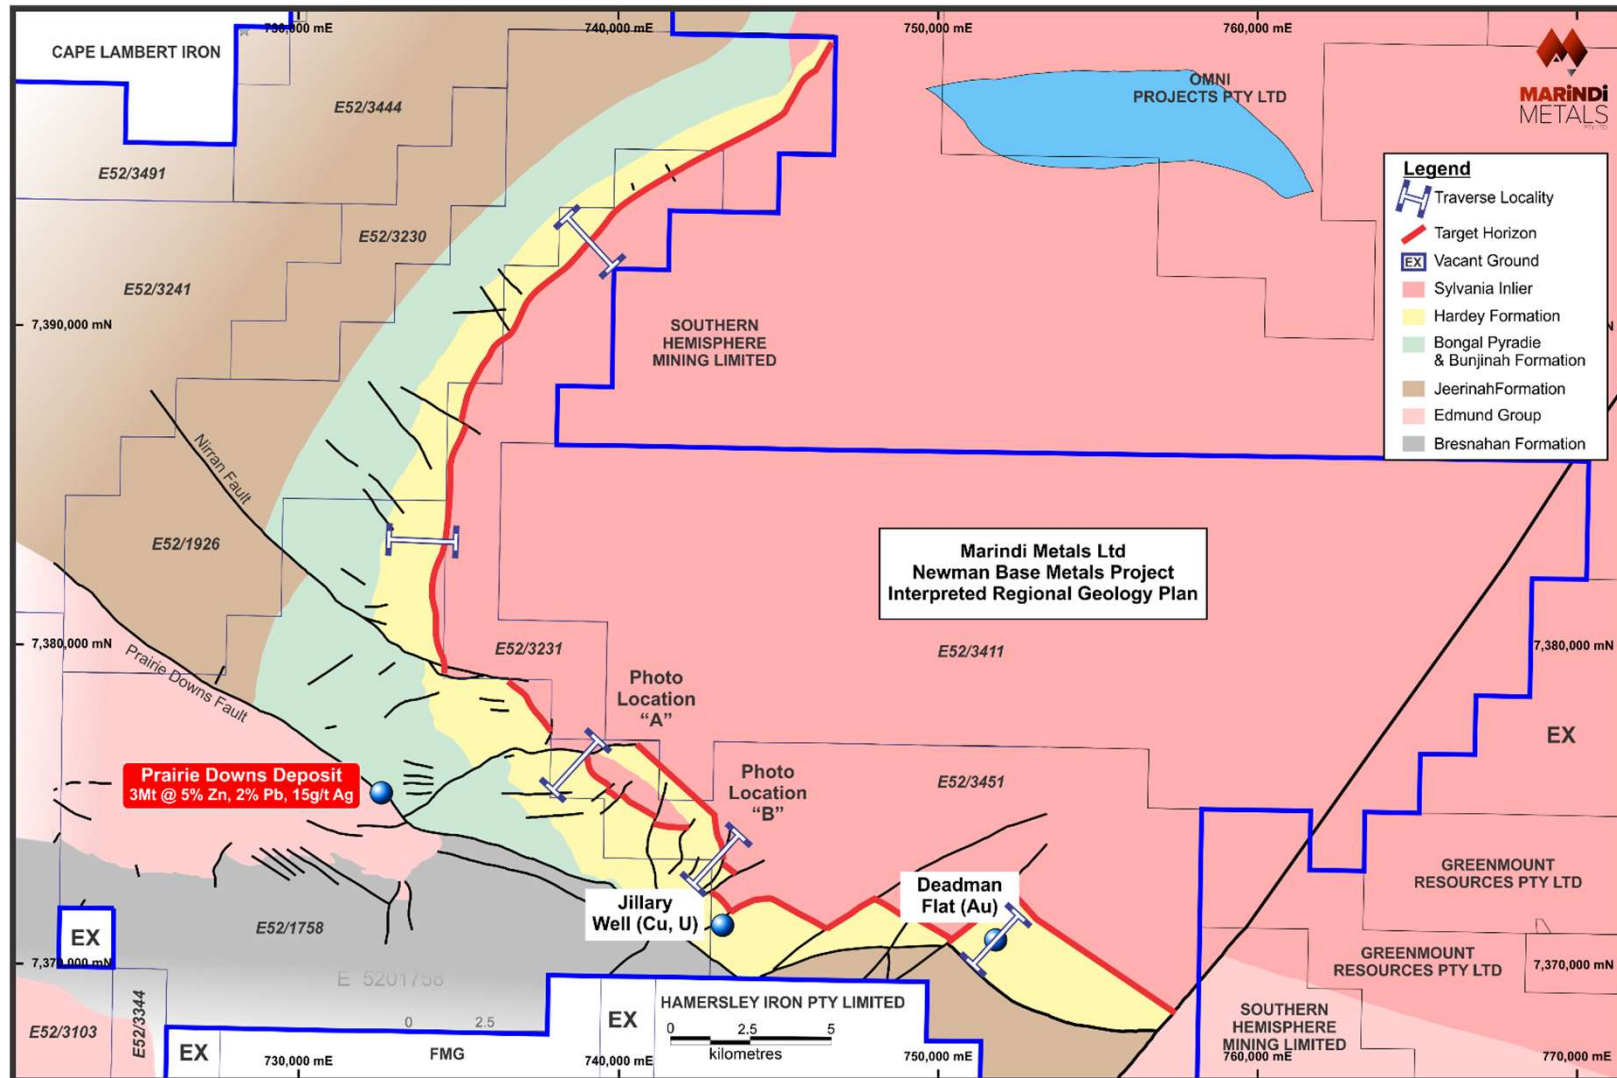 730,000 mE
740,000 mE
750,000 mE
760,000 mE
CAPE LAMBERT IRON
OMNI
PROJECTS PTY LTD
MARiNDi
METALS
PTY LTD
E52/3444
E52/3491
E52/3230
E52/3241
Legend
Traverse Locality
Target Horizon
EX Vacant Ground
Sylvania Inlier
Hardey Formation
Bongal Pyradie
& Bunjinah Formation
JeerinahFormation
Edmund Group
Bresnahan Formation
7,390,000 mN
SOUTHERN
HEMISPHERE
MINING LIMITED
Nirran Fault
E52/1926
Marindi Metals Ltd
Newman Base Metals Project
Interpreted Regional Geology Plan
7,380,000 mN
E52/3231
E52/3411
7,380,000 mN
Prairie Downs Fault
Photo
Location
“A”
EX
Prairie Downs Deposit
3Mt @ 5% Zn, 2% Pb, 15g/t Ag
Photo
Location
“B”
E52/3451
GREENMOUNT
RESOURCES PTY LTD
Jillary
Well (Cu, U)
Deadman
Flat (Au)
E52/1758
EX
7,370,000 mN
GREENMOUNT
RESOURCES PTY LTD
7,370,000 mN
E 5201758
HAMERSLEY IRON PTY LIMITED
0 2.5
0 2.5 5
kilometres
EX
SOUTHERN
HEMISPHERE
MINING LIMITED
E52/3103
E52/3344
EX
FMG
730,000 mE
740,000 mE
750,000 mE
760,000 mE
770,000 mE